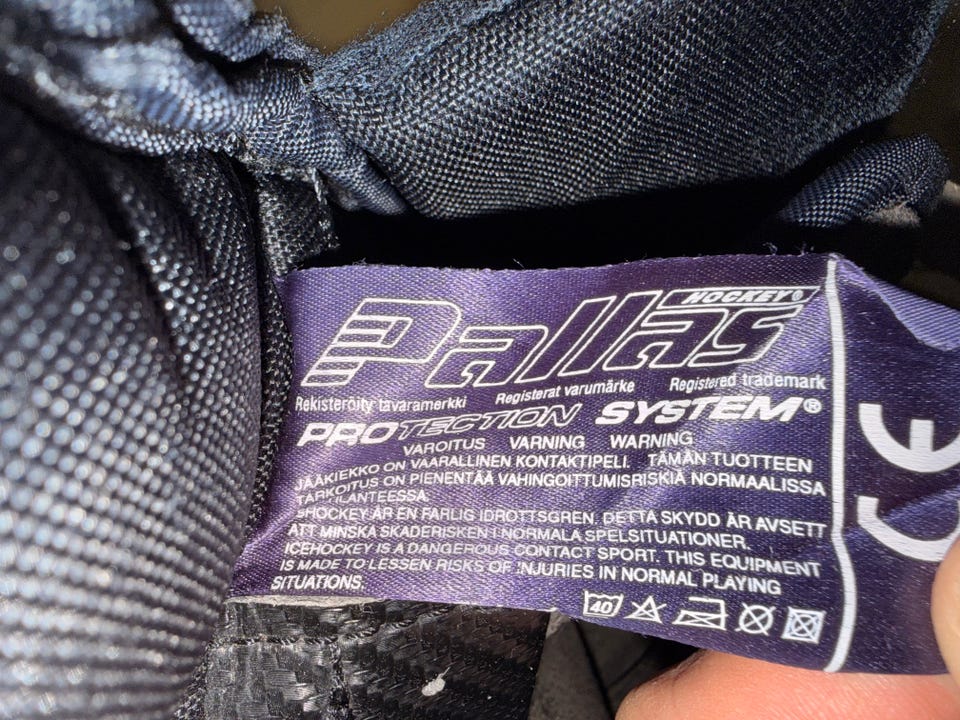 Pallas HOCKEY®
Rekisteröity tavaramerkki Registerat varumärke Registered trademark
PROTECTION SYSTEM®
VAROITUS VARNING WARNING
JÄÄKIEKKO ON VAARALLINEN KONTAKTIPELI. TÄMÄN TUOTTEEN
TARKOITUS ON PIENENTÄÄ VAHINGOITTUMISRISKIÄ NORMAALISSA
TILANTEESSA.
ISHOCKEY ÄR EN FARLIG IDROTTSGREN. DETTA SKYDD ÄR AVSETT
ATT MINSKA SKADERISKEN I NORMALA SPELSITUATIONER.
ICEHOCKEY IS A DANGEROUS CONTACT SPORT. THIS EQUIPMENT
IS MADE TO LESSEN RISKS OF INJURIES IN NORMAL PLAYING
SITUATIONS.
40
CE